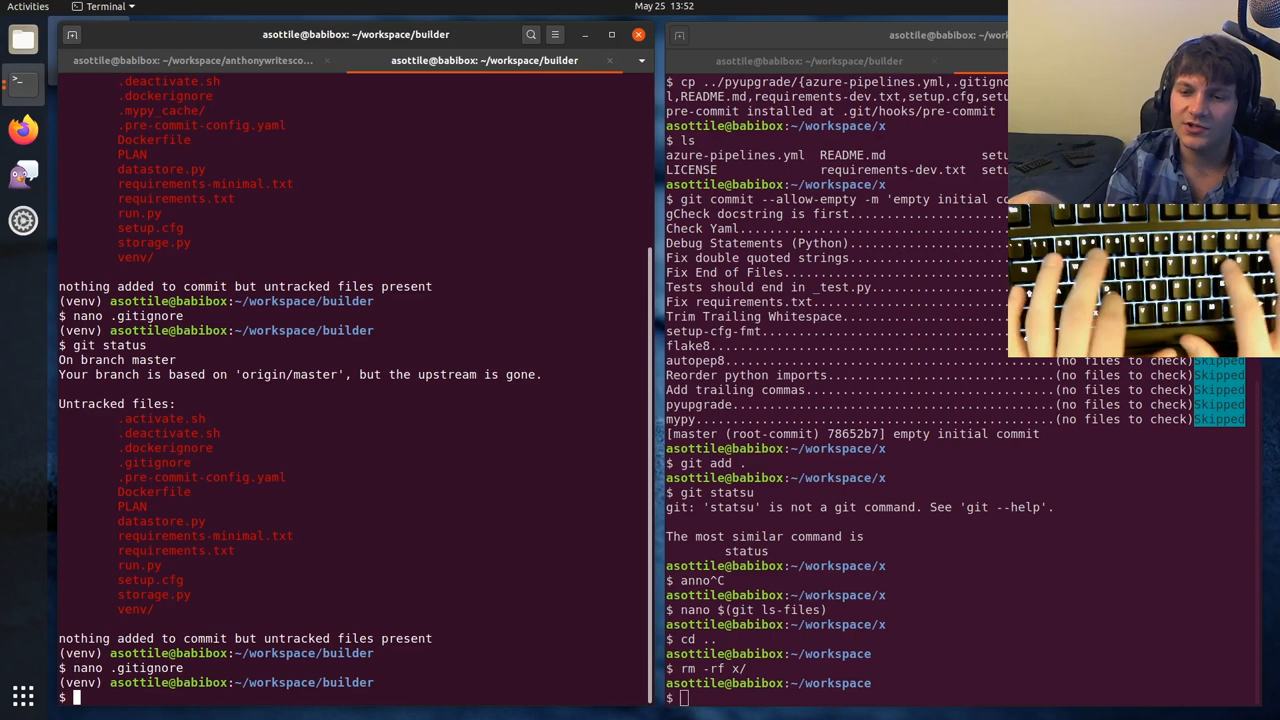 Activities
Terminal
May 25 13:52
asottile@babibox: ~/workspace/builder
asottile@babibox: ~/workspace/anthonywritesco...
asottile@babibox: ~/workspace/builder
.deactivate.sh
.dockerignore
.mypy_cache/
.pre-commit-config.yaml
Dockerfile
PLAN
datastore.py
requirements-minimal.txt
requirements.txt
run.py
setup.cfg
storage.py
venv/
nothing added to commit but untracked files present
(venv) asottile@babibox:~/workspace/builder
$ nano .gitignore
(venv) asottile@babibox:~/workspace/builder
$ git status
On branch master
Your branch is based on 'origin/master', but the upstream is gone.
Untracked files:
.activate.sh
.deactivate.sh
.dockerignore
.gitignore
.pre-commit-config.yaml
Dockerfile
PLAN
datastore.py
requirements-minimal.txt
requirements.txt
run.py
setup.cfg
storage.py
venv/
nothing added to commit but untracked files present
(venv) asottile@babibox:~/workspace/builder
$ nano .gitignore
(venv) asottile@babibox:~/workspace/builder
$
asottile@babibox: ~/wo
asottile@babibox: ~/workspace/builder
$ cp ../pyupgrade/{azure-pipelines.yml,.gitign
l,README.md,requirements-dev.txt,setup.cfg,setu
pre-commit installed at .git/hooks/pre-commit
asottile@babibox:~/workspace/x
$ ls
azure-pipelines.yml README.md setu
LICENSE requirements-dev.txt setu
asottile@babibox:~/workspace/x
$ git commit --allow-empty -m 'empty initial co
gCheck docstring is first......................
Check Yaml.....................................
Debug Statements (Python)......................
Fix double quoted strings......................
Fix End of Files...............................
Tests should end in _test.py...................
Fix requirements.txt...........................
Trim Trailing Whitespace.......................
setup-cfg-fmt..................................
flake8.........................................
autopep8.............................................(no files to check)Skipped
Reorder python imports...............................(no files to check)Skipped
Add trailing commas..................................(no files to check)Skipped
pyupgrade............................................(no files to check)Skipped
mypy.................................................(no files to check)Skipped
[master (root-commit) 78652b7] empty initial commit
asottile@babibox:~/workspace/x
$ git add .
asottile@babibox:~/workspace/x
$ git statsu
git: 'statsu' is not a git command. See 'git --help'.
The most similar command is
status
asottile@babibox:~/workspace/x
$ anno^C
asottile@babibox:~/workspace/x
$ nano $(git ls-files)
asottile@babibox:~/workspace/x
$ cd ..
asottile@babibox:~/workspace
$ rm -rf x/
asottile@babibox:~/workspace
$